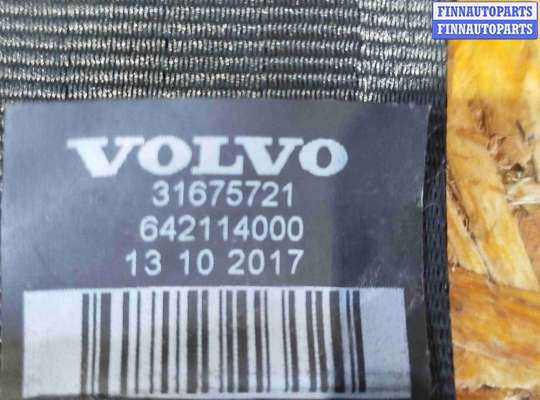 FINNAUTOPARTS
FINNAUTOPARTS
VOLVO
31675721
642114000
13 10 2017